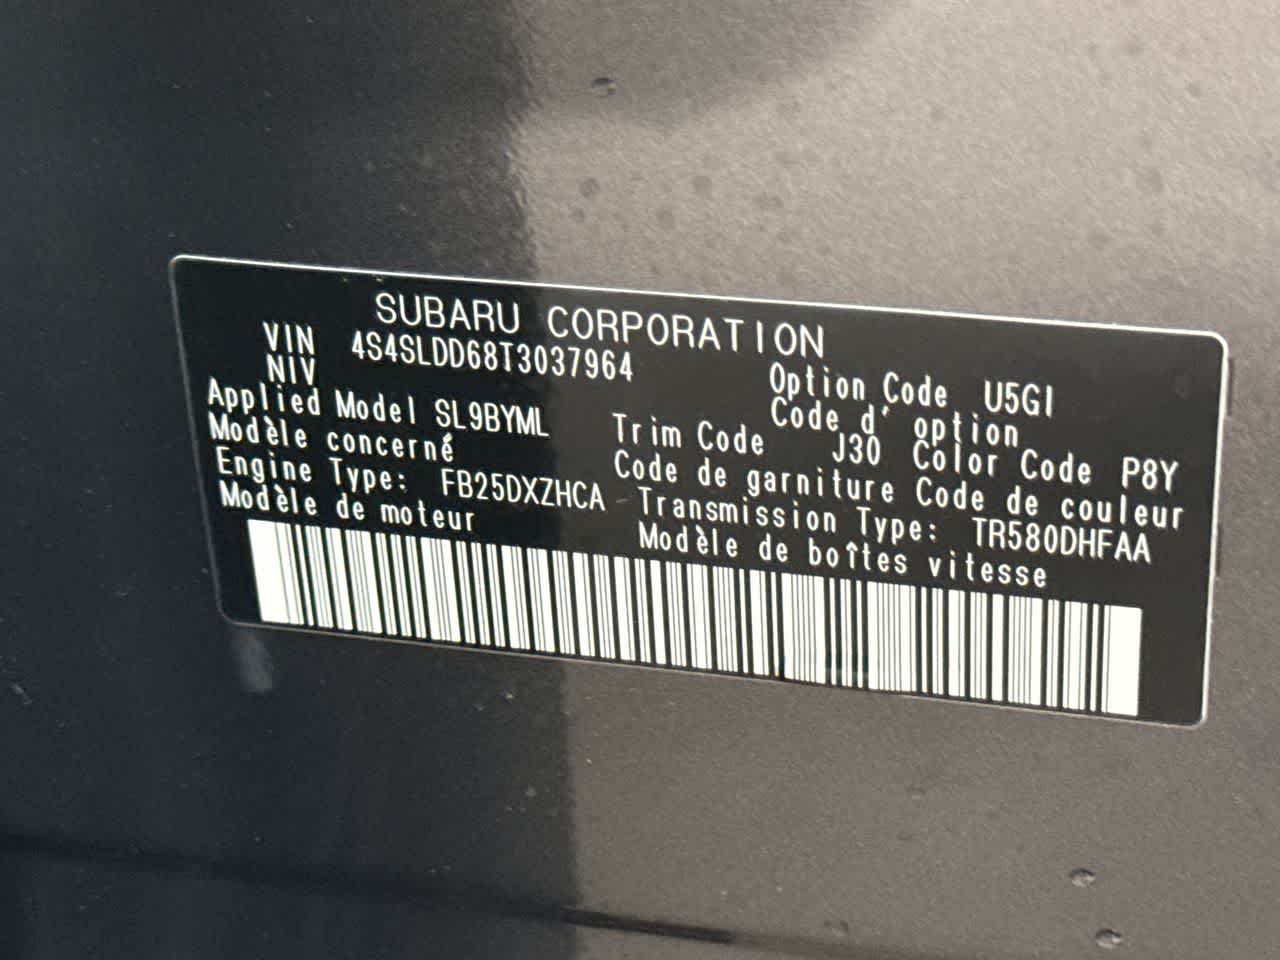 SUBARU CORPORATION
VIN 4S4SLDD68T3037964
NIV
Option Code U5GI
Code d' option
Applied Model SL9BYML
Modèle concerné
Trim Code J30 Color Code P8Y
Code de garniture Code de couleur
Engine Type: FB25DXZHCA
Modèle de moteur
Transmission Type: TR580DHFAA
Modèle de boîtes vitesse